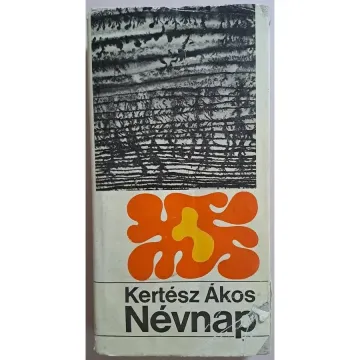 Kertész Ákos
Névnap